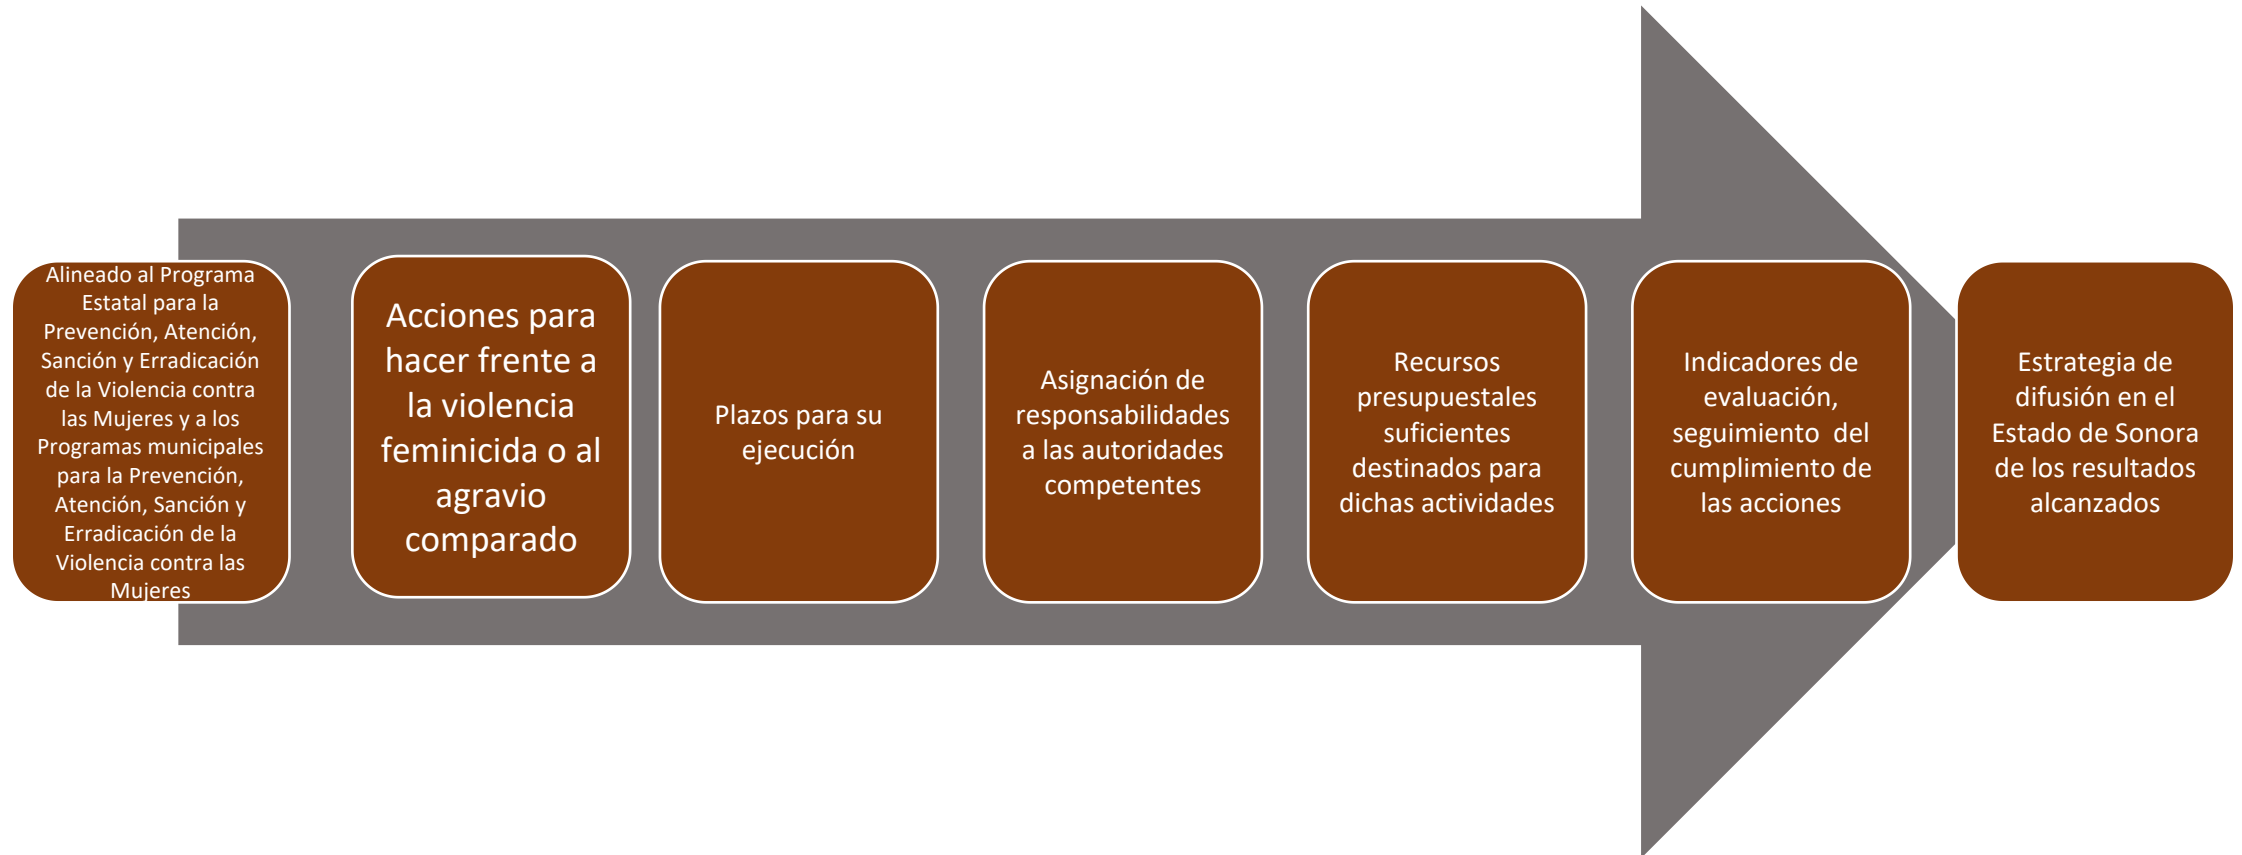 Alineado al Programa
Estatal para la
Prevención, Atención,
Sanción y Erradicación
de la Violencia contra
las Mujeres y a los
Programas municipales
para la Prevención,
Atención, Sanción y
Erradicación de la
Violencia contra las
Mujeres
Acciones para
hacer frente a
la violencia
feminicida o al
agravio
comparado
Plazos para su
ejecución
Asignación de
responsabilidades
a las autoridades
competentes
Recursos
presupuestales
suficientes
destinados para
dichas actividades
Indicadores de
evaluación,
seguimiento  del
cumplimiento de
las acciones
Estrategia de
difusión en el
Estado de Sonora
de los resultados
alcanzados